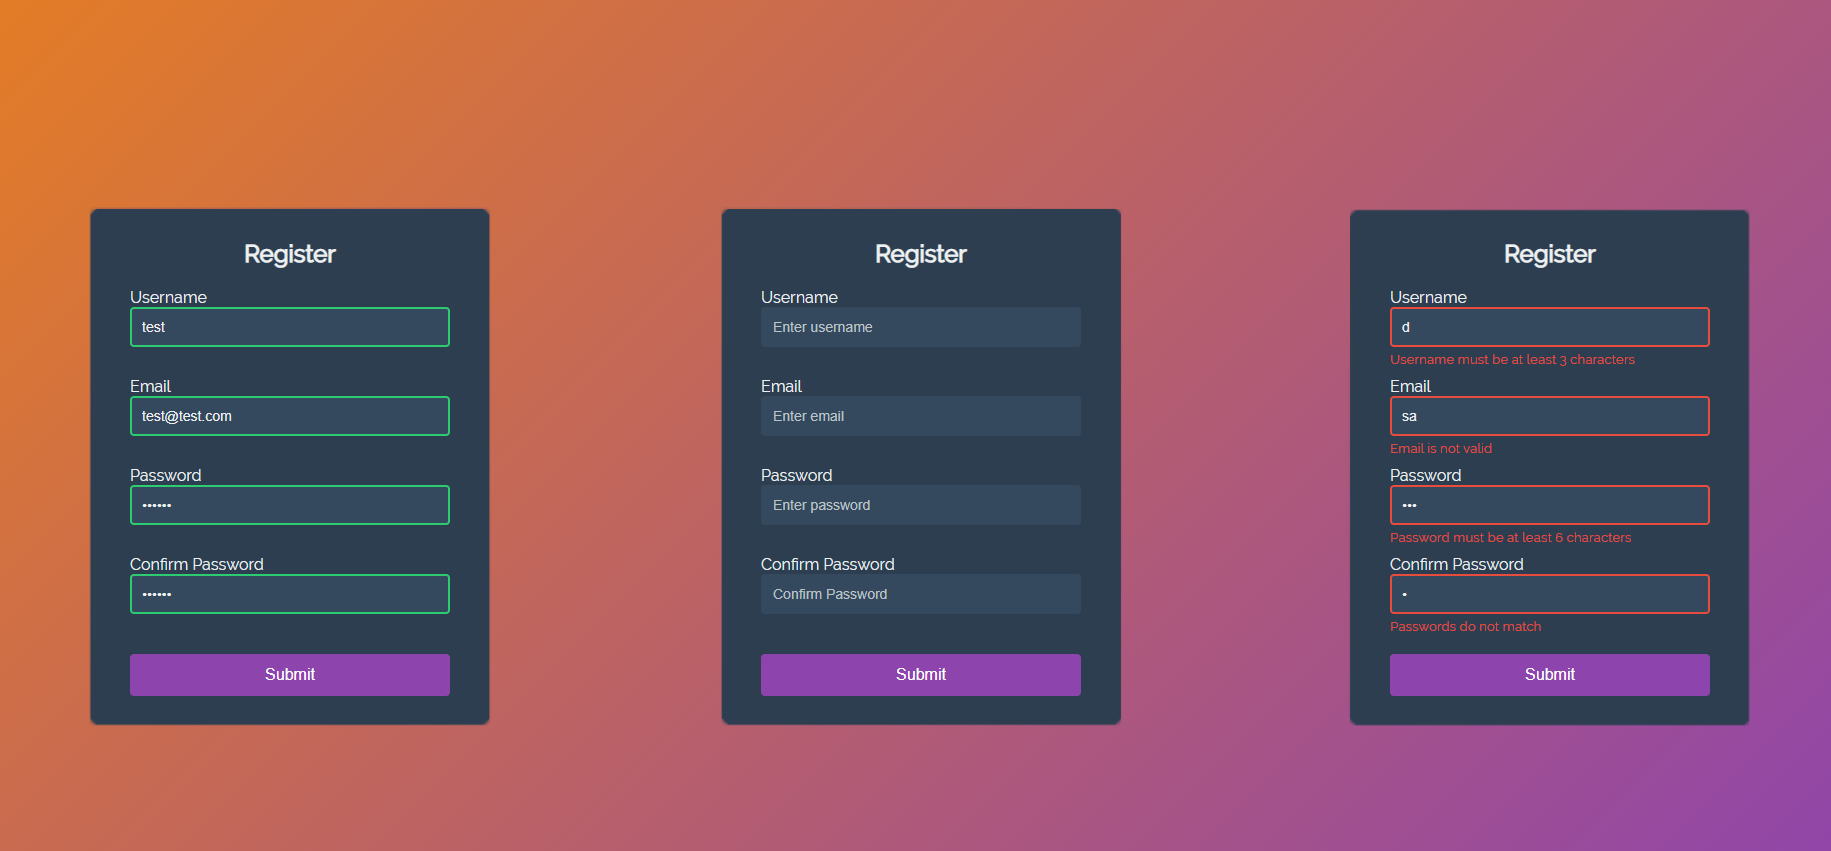 Register
Username
test
Email
test@test.com
Password
••••••
Confirm Password
••••••
Submit
Register
Username
Enter username
Email
Enter email
Password
Enter password
Confirm Password
Confirm Password
Submit
Register
Username
d
Username must be at least 3 characters
Email
sa
Email is not valid
Password
•••
Password must be at least 6 characters
Confirm Password
•
Passwords do not match
Submit